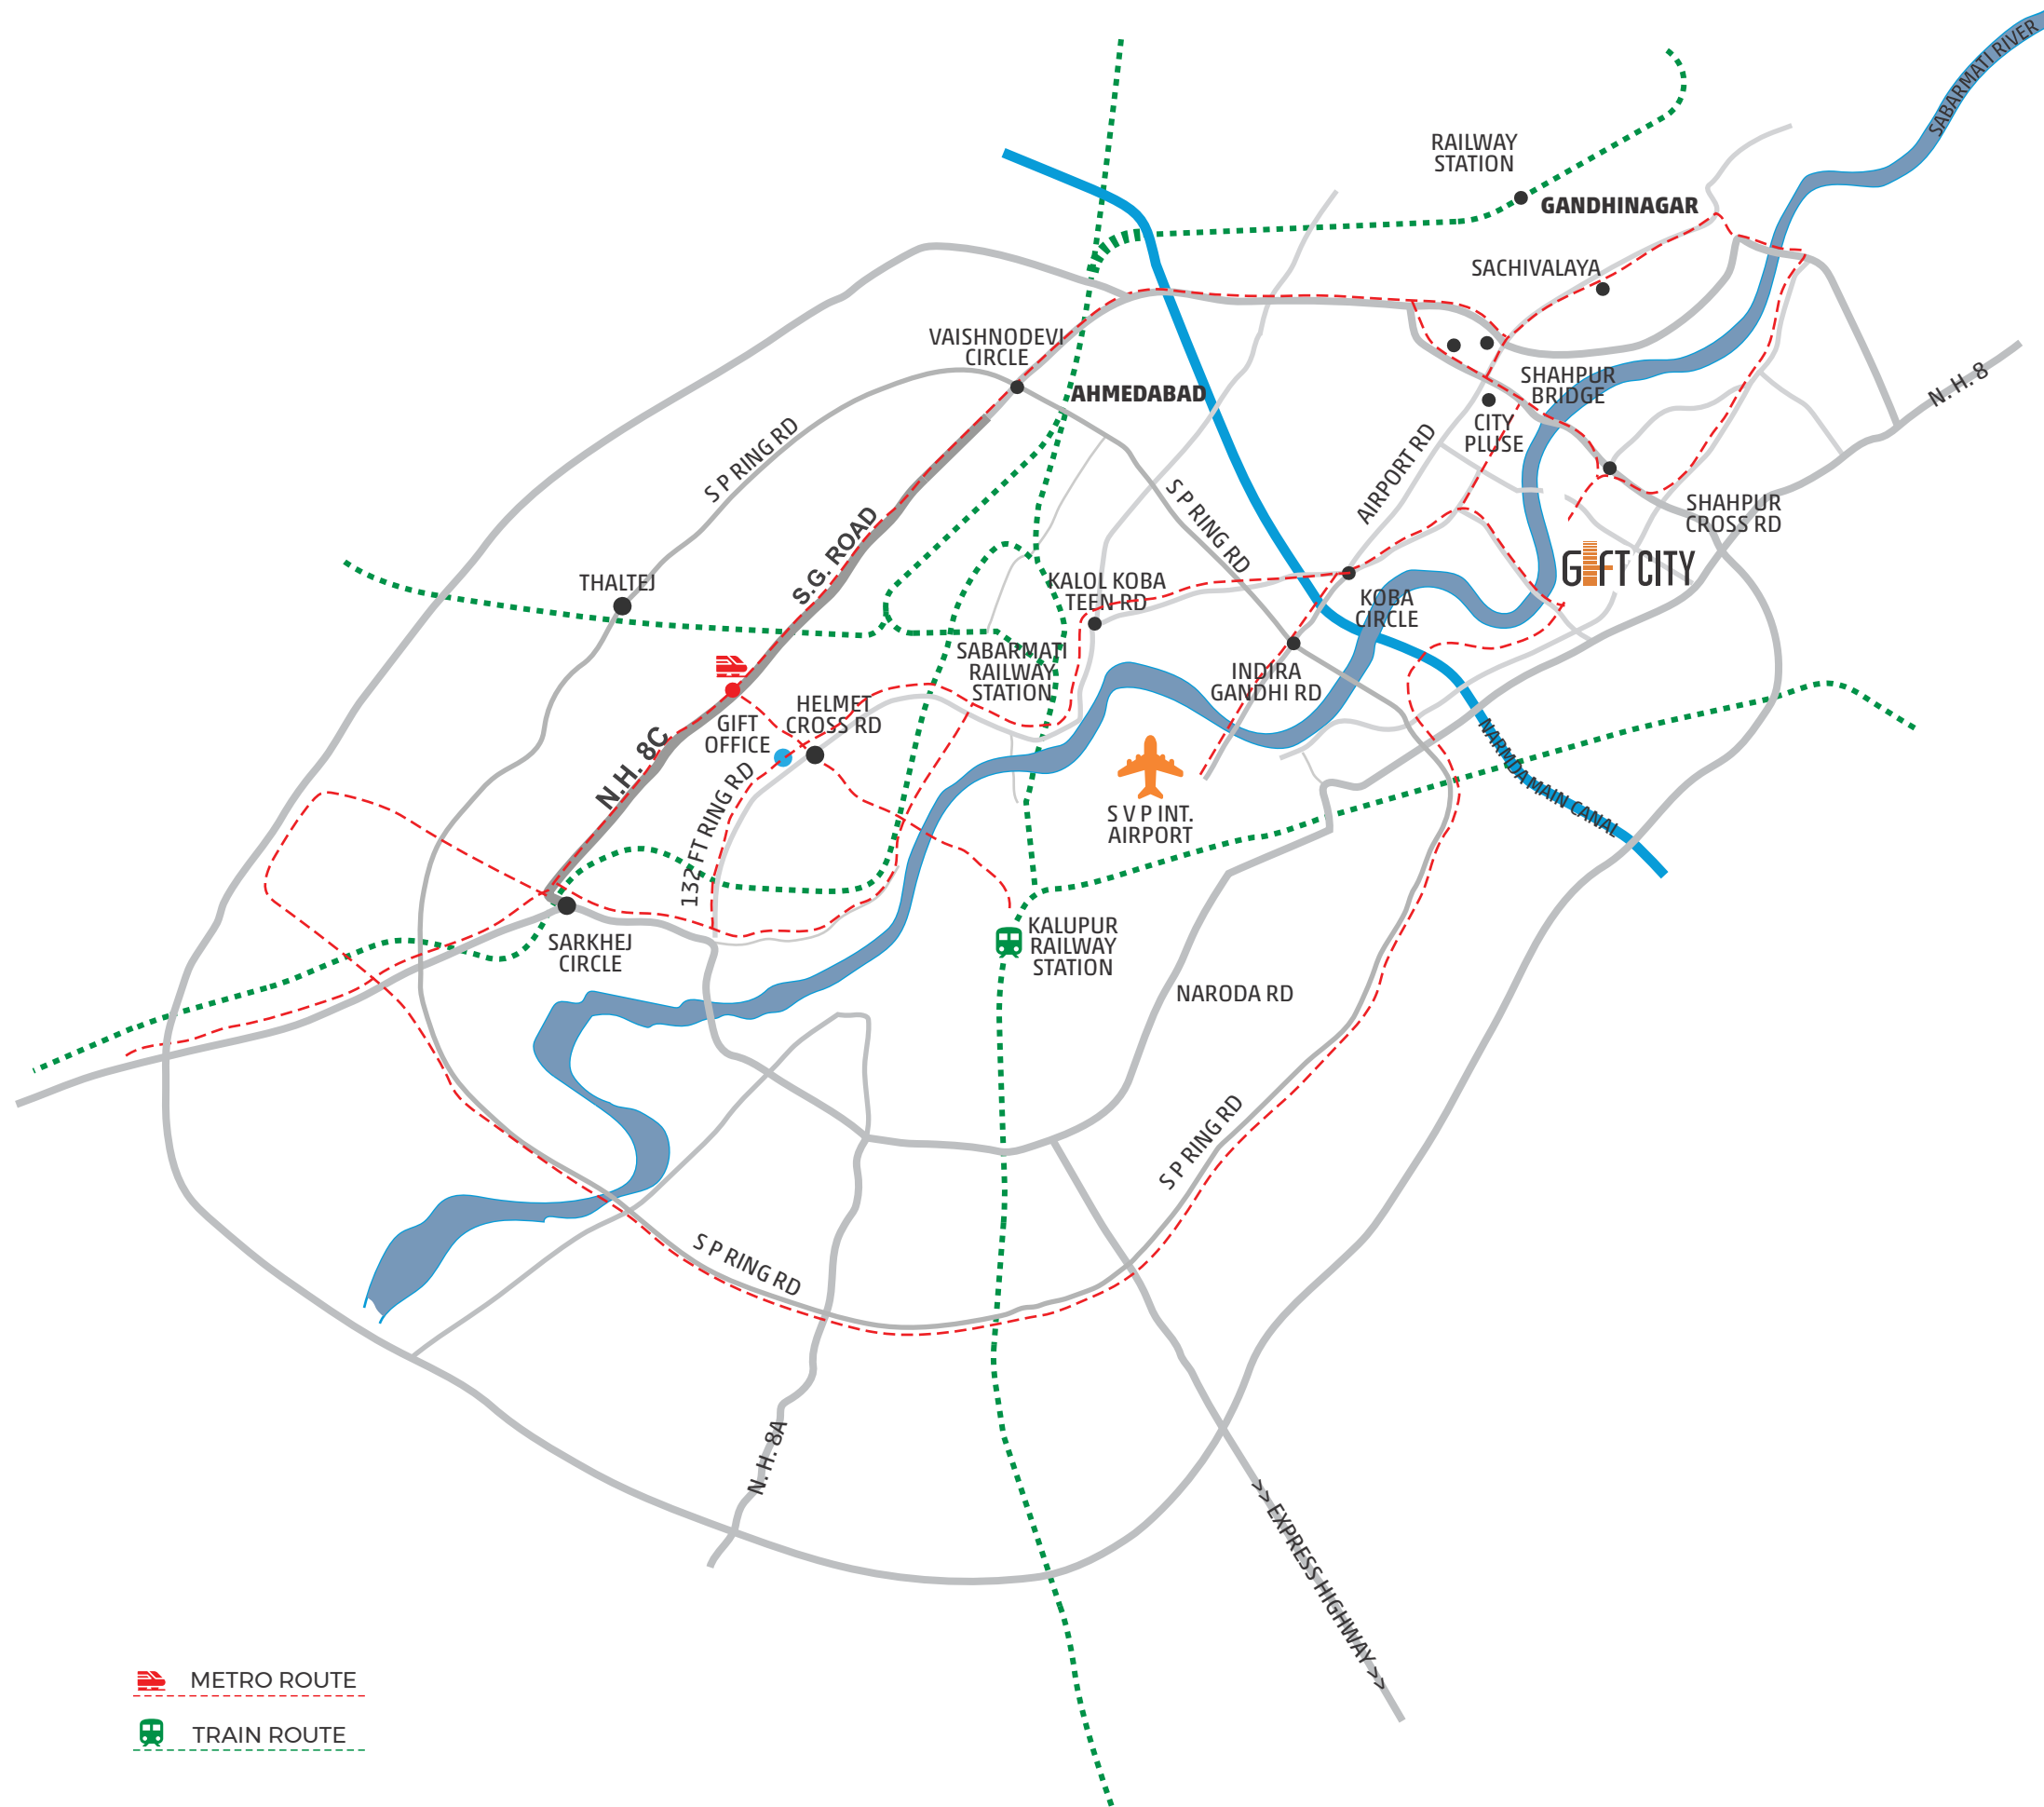 SABARMATI RIVER
RAILWAY
STATION
GANDHINAGAR
SACHIVALAYA
VAISHNODEVI
CIRCLE
AHMEDABAD
SHAHPUR
BRIDGE
N. H. 8
CITY
PLUSE
S P RING RD
AIRPORT RD
S P RING RD
SHAHPUR
CROSS RD
S.G. ROAD
GIFT CITY
THALTEJ
KALOL KOBA
TEEN RD
KOBA
CIRCLE
SABARMATI
RAILWAY
STATION
INDIRA
GANDHI RD
HELMET
CROSS RD
GIFT
OFFICE
N.H. 8C
NARMDA MAIN CANAL
132 FT RING RD
S V P INT.
AIRPORT
SARKHEJ
CIRCLE
KALUPUR
RAILWAY
STATION
NARODA RD
S P RING RD
S P RING RD
N. H. 8A
>> EXPRESS HIGHWAY >>
METRO ROUTE
TRAIN ROUTE